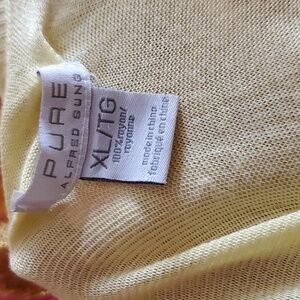 PURE
ALFRED SUNG
XL/TG
100%rayon/
rayonne
made in china
fabriqué en chine